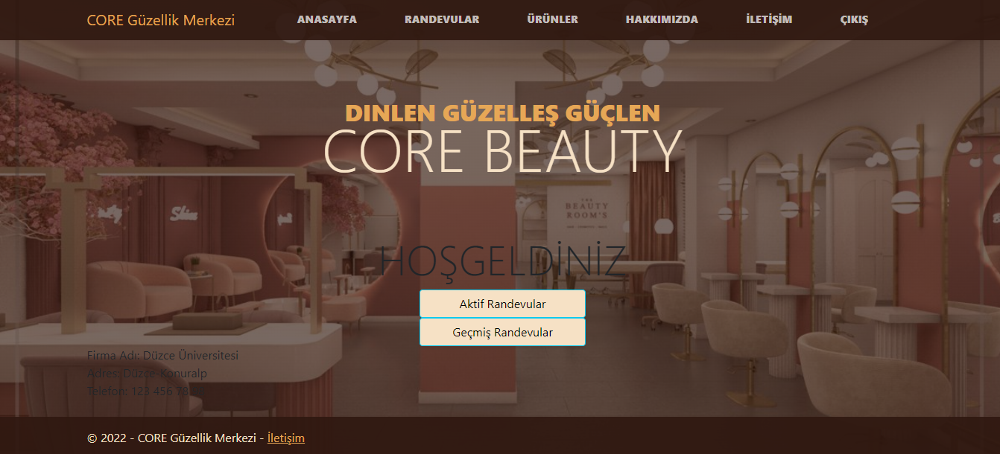 CORE Güzellik Merkezi ANASAYFA RANDEVULAR ÜRÜNLER HAKKIMIZDA İLETİŞİM ÇIKIŞ
DINLEN GÜZELLEŞ GÜÇLEN
CORE BEAUTY
Shine
BEAUTY
ROOM'S
HOŞGELDİNİZ
Aktif Randevular
Geçmiş Randevular
Firma Adı: Düzce Üniversitesi
Adres: Düzce-Konuralp
Telefon: 123 456 78
© 2022 - CORE Güzellik Merkezi - İletişim